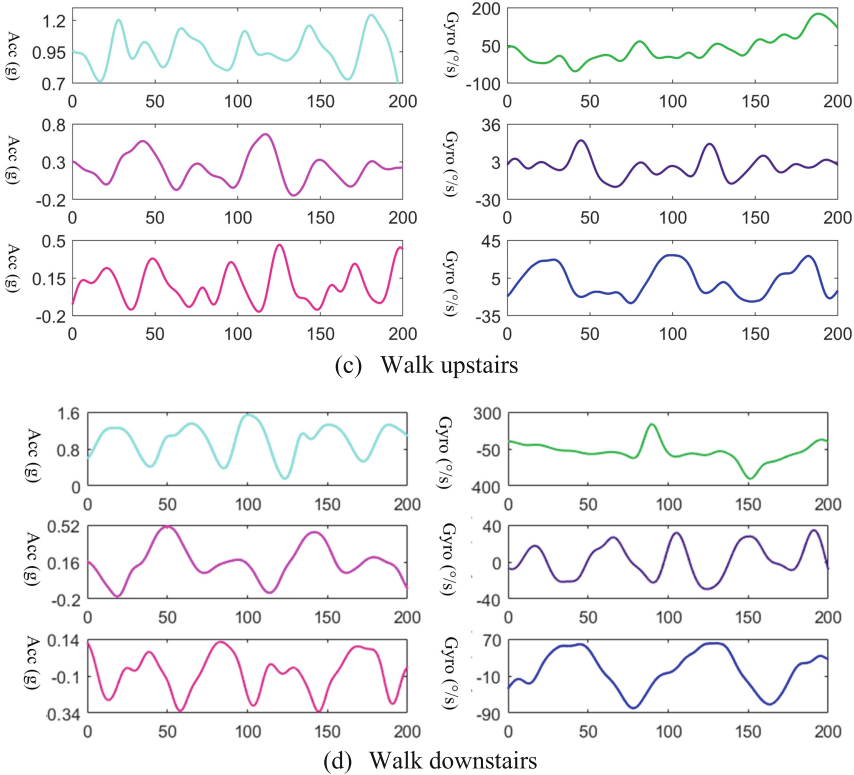 Acc (g) 1.2 0.95 0.7 0 50 100 150 200
Gyro (°/s) 200 50 -100 0 50 100 150 200
Acc (g) 0.8 0.3 -0.2 0 50 100 150 200
Gyro (°/s) 36 3 -30 0 50 100 150 200
Acc (g) 0.5 0.15 -0.2 0 50 100 150 200
Gyro (°/s) 45 5 -35 0 50 100 150 200
(c) Walk upstairs
Acc (g) 1.6 0.8 0 0 50 100 150 200
Gyro (°/s) 300 -50 400 0 50 100 150 200
Acc (g) 0.52 0.16 -0.2 0 50 100 150 200
Gyro (°/s) 40 0 -40 0 50 100 150 200
Acc (g) 0.14 -0.1 0.34 0 50 100 150 200
Gyro (°/s) 70 -10 -90 0 50 100 150 200
(d) Walk downstairs